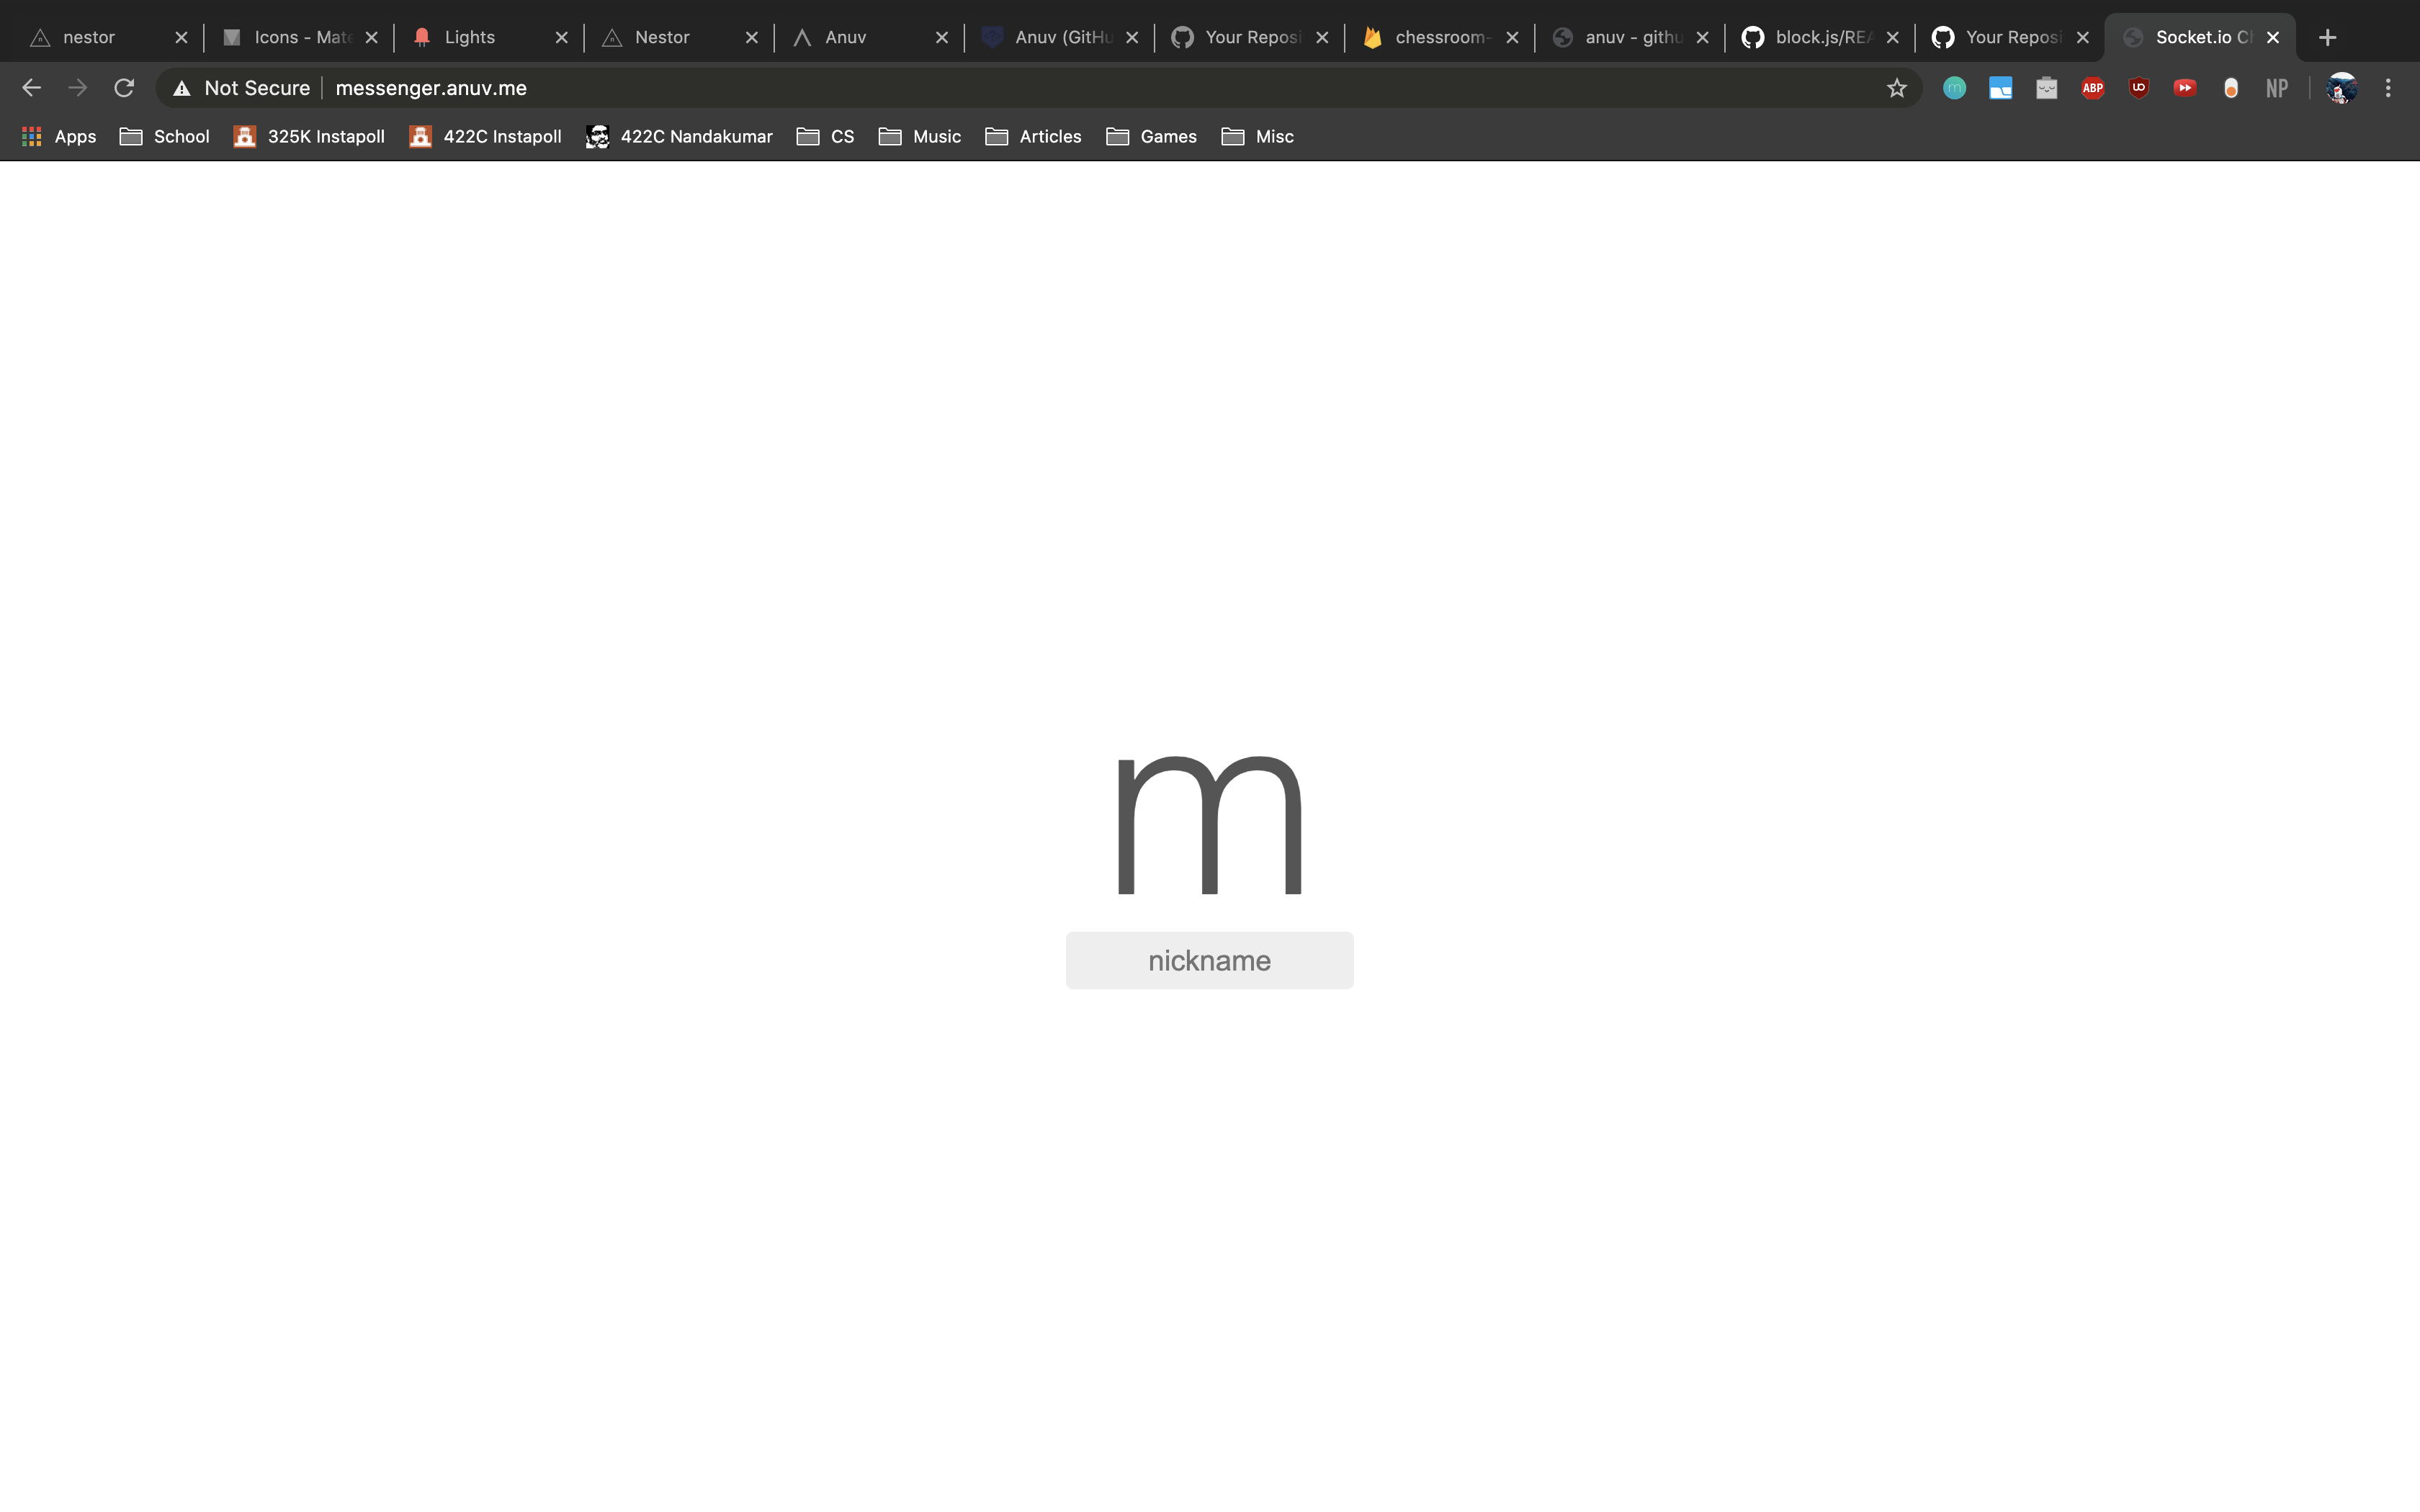 nestor Icons - Mate Lights Nestor Anuv Anuv (GitHu Your Reposi chessroom- anuv - githu block.js/REA Your Reposi Socket.io C
Not Secure messenger.anuv.me ABP UO NP
Apps School 325K Instapoll 422C Instapoll 422C Nandakumar CS Music Articles Games Misc
m
nickname